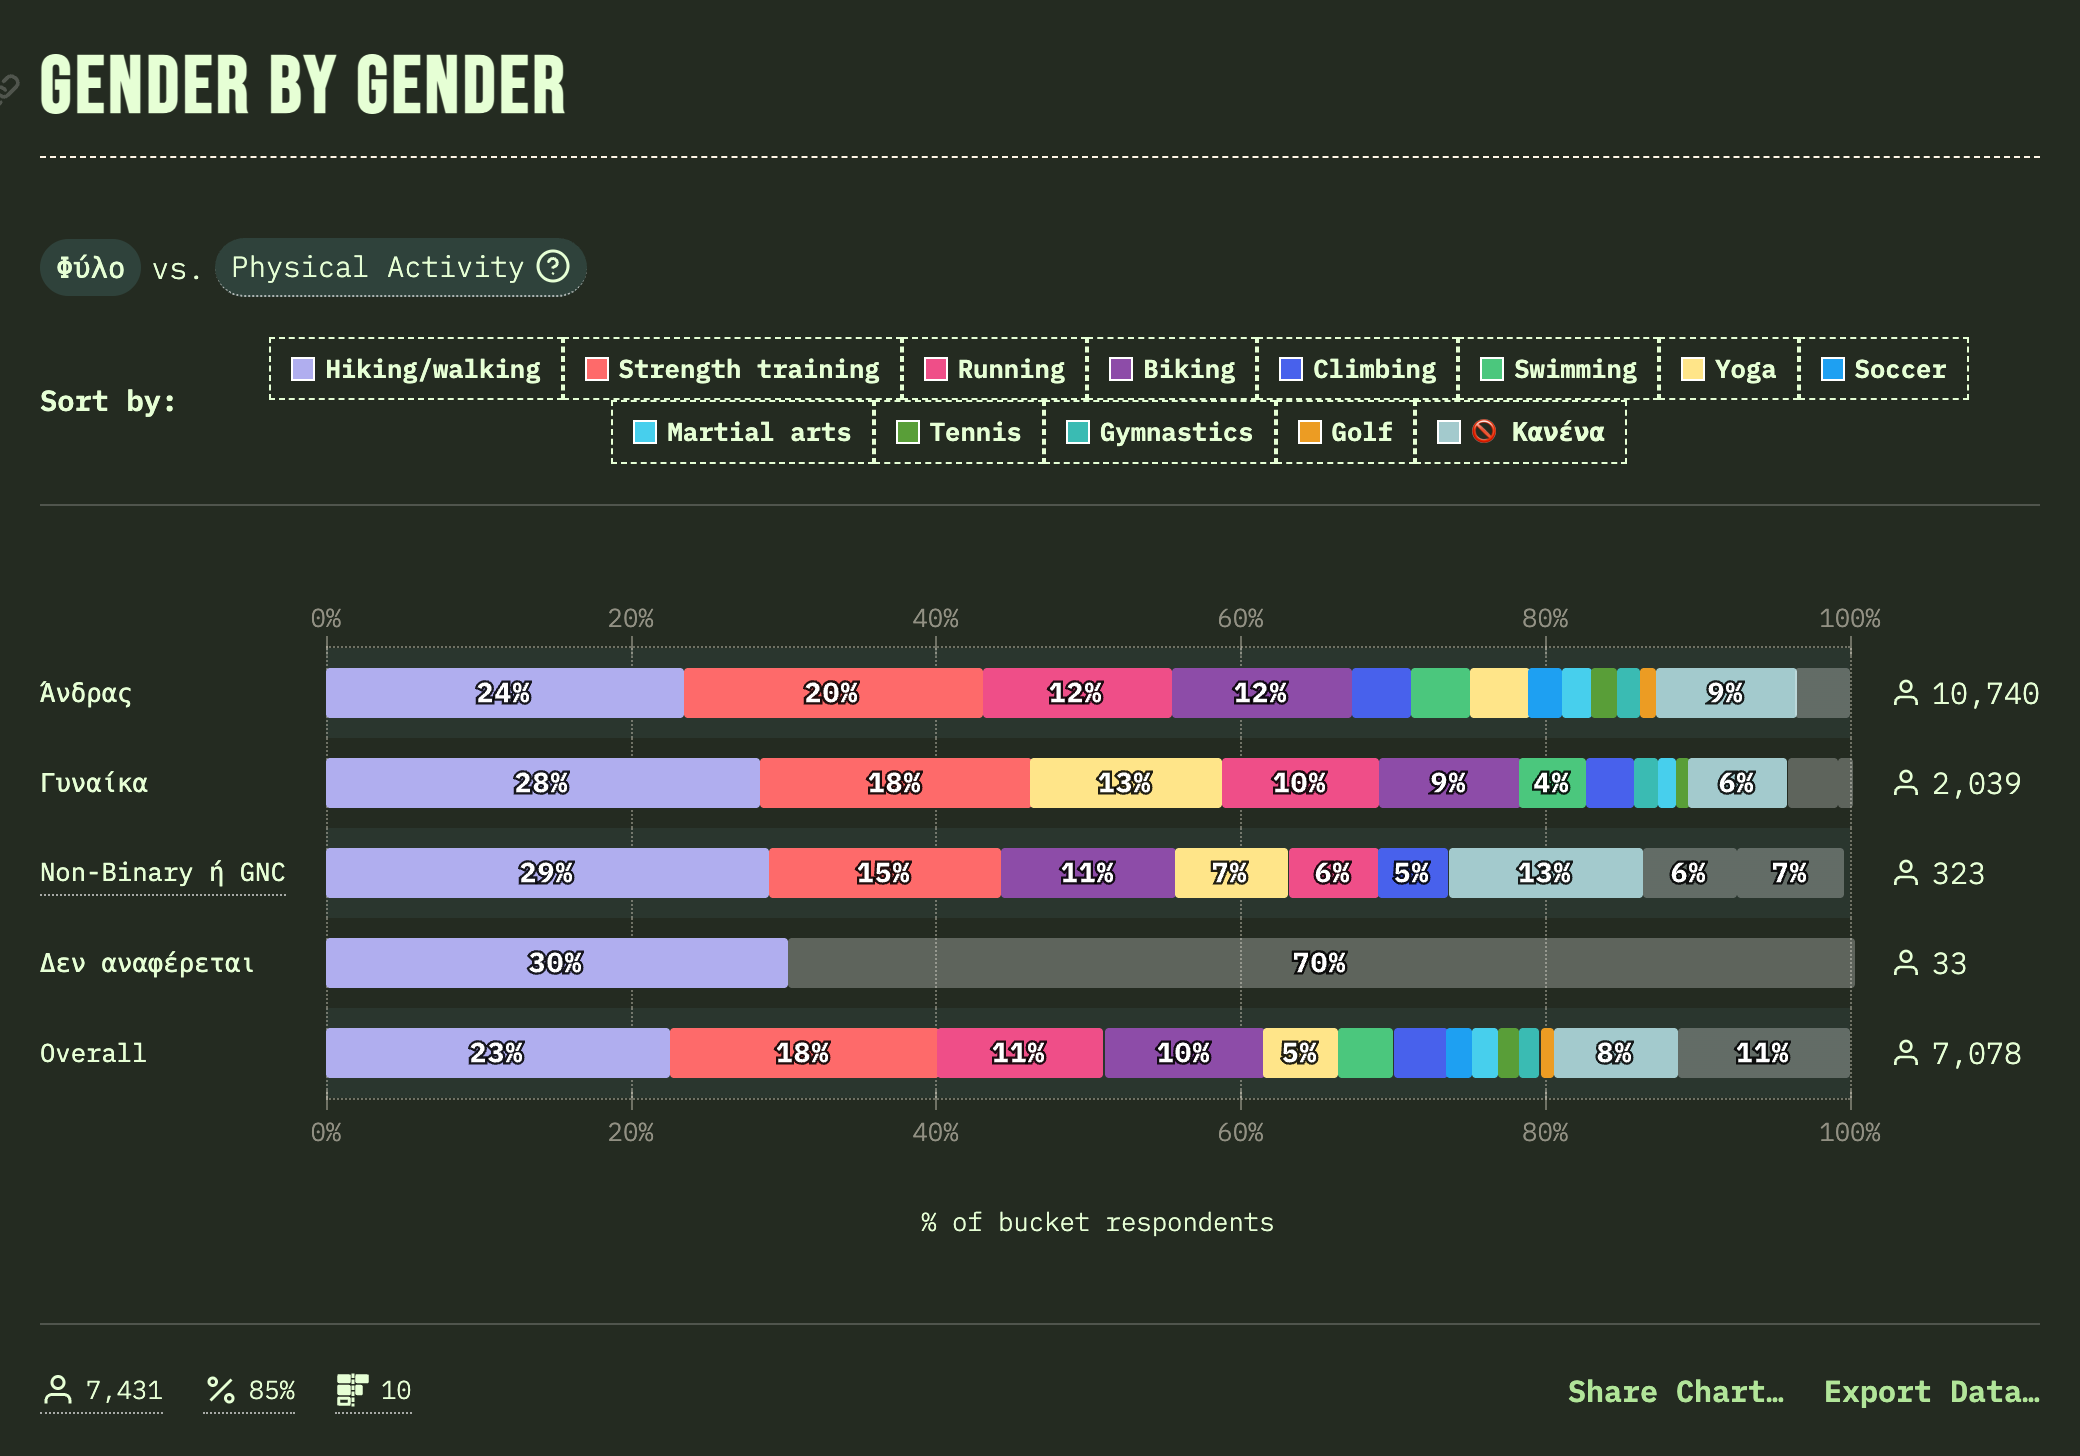 GENDER BY GENDER
Φύλο vs. Physical Activity ?
Sort by:
Hiking/walking Strength training Running Biking Climbing Swimming Yoga Soccer
Martial arts Tennis Gymnastics Golf 🚫 Κανένα
0% 20% 40% 60% 80% 100%
Άνδρας 24% 20% 12% 12% 9% 10,740
Γυναίκα 28% 18% 13% 10% 9% 4% 6% 2,039
Non-Binary ή GNC 29% 15% 11% 7% 6% 5% 13% 6% 7% 323
Δεν αναφέρεται 30% 70% 33
Overall 23% 18% 11% 10% 5% 8% 11% 7,078
0% 20% 40% 60% 80% 100%
% of bucket respondents
7,431 85% 10 Share Chart… Export Data…